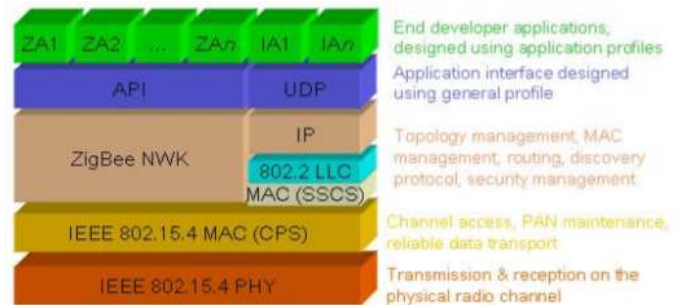 ZA1 ZA2 ... ZAn IA1 IAn
End developer applications,
designed using application profiles
API UDP
Application interface designed
using general profile
ZigBee NWK
IP
802.2 LLC
MAC (SSCS)
Topology management, MAC
management, routing, discovery
protocol, security management
IEEE 802.15.4 MAC (CPS)
Channel access, PAN maintenance,
reliable data transport
IEEE 802.15.4 PHY
Transmission & reception on the
physical radio channel